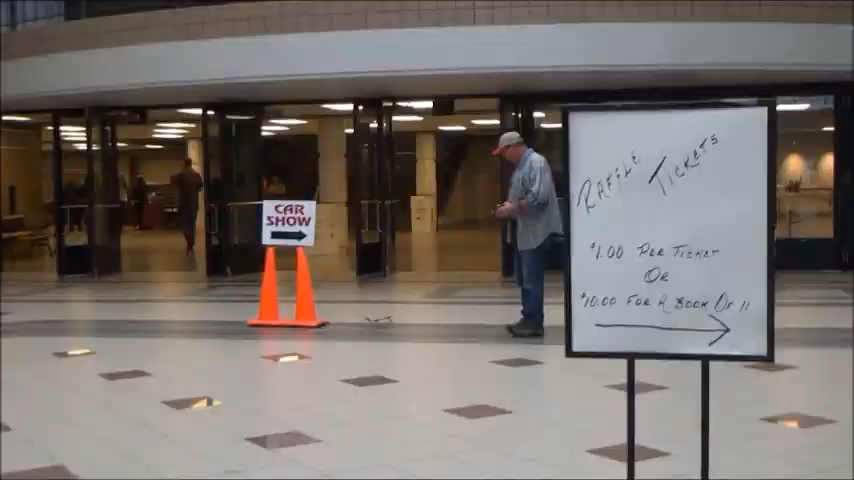 CAR
SHOW
RAFFLE TICKETS
$1.00 PER TICKET
OR
$10.00 FOR A BOOK OF 11